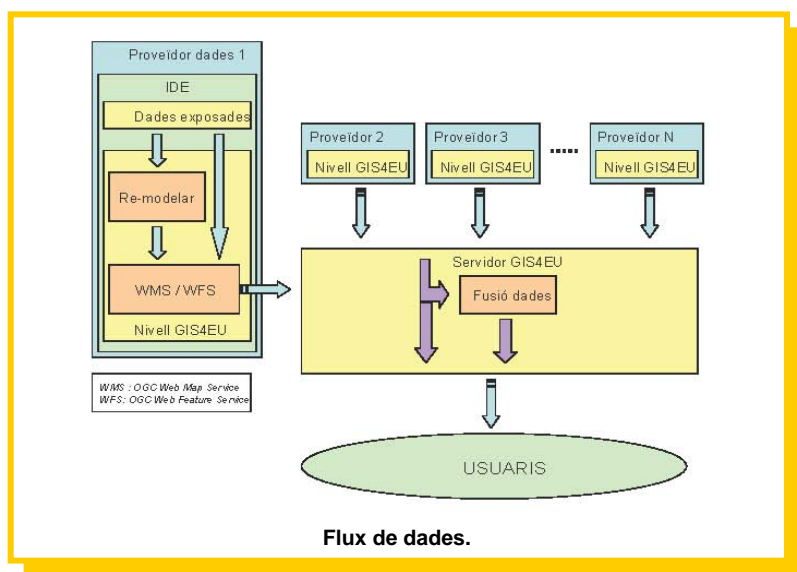 Proveïdor dades 1
IDE
Dades exposades
Re-modelar
WMS / WFS
Nivell GIS4EU
WMS : OGC Web Map Service
WFS: OGC Web Feature Service
Proveïdor 2
Nivell GIS4EU
Proveïdor 3
Nivell GIS4EU
.....
Proveïdor N
Nivell GIS4EU
Servidor GIS4EU
Fusió dades
USUARIS
Flux de dades.